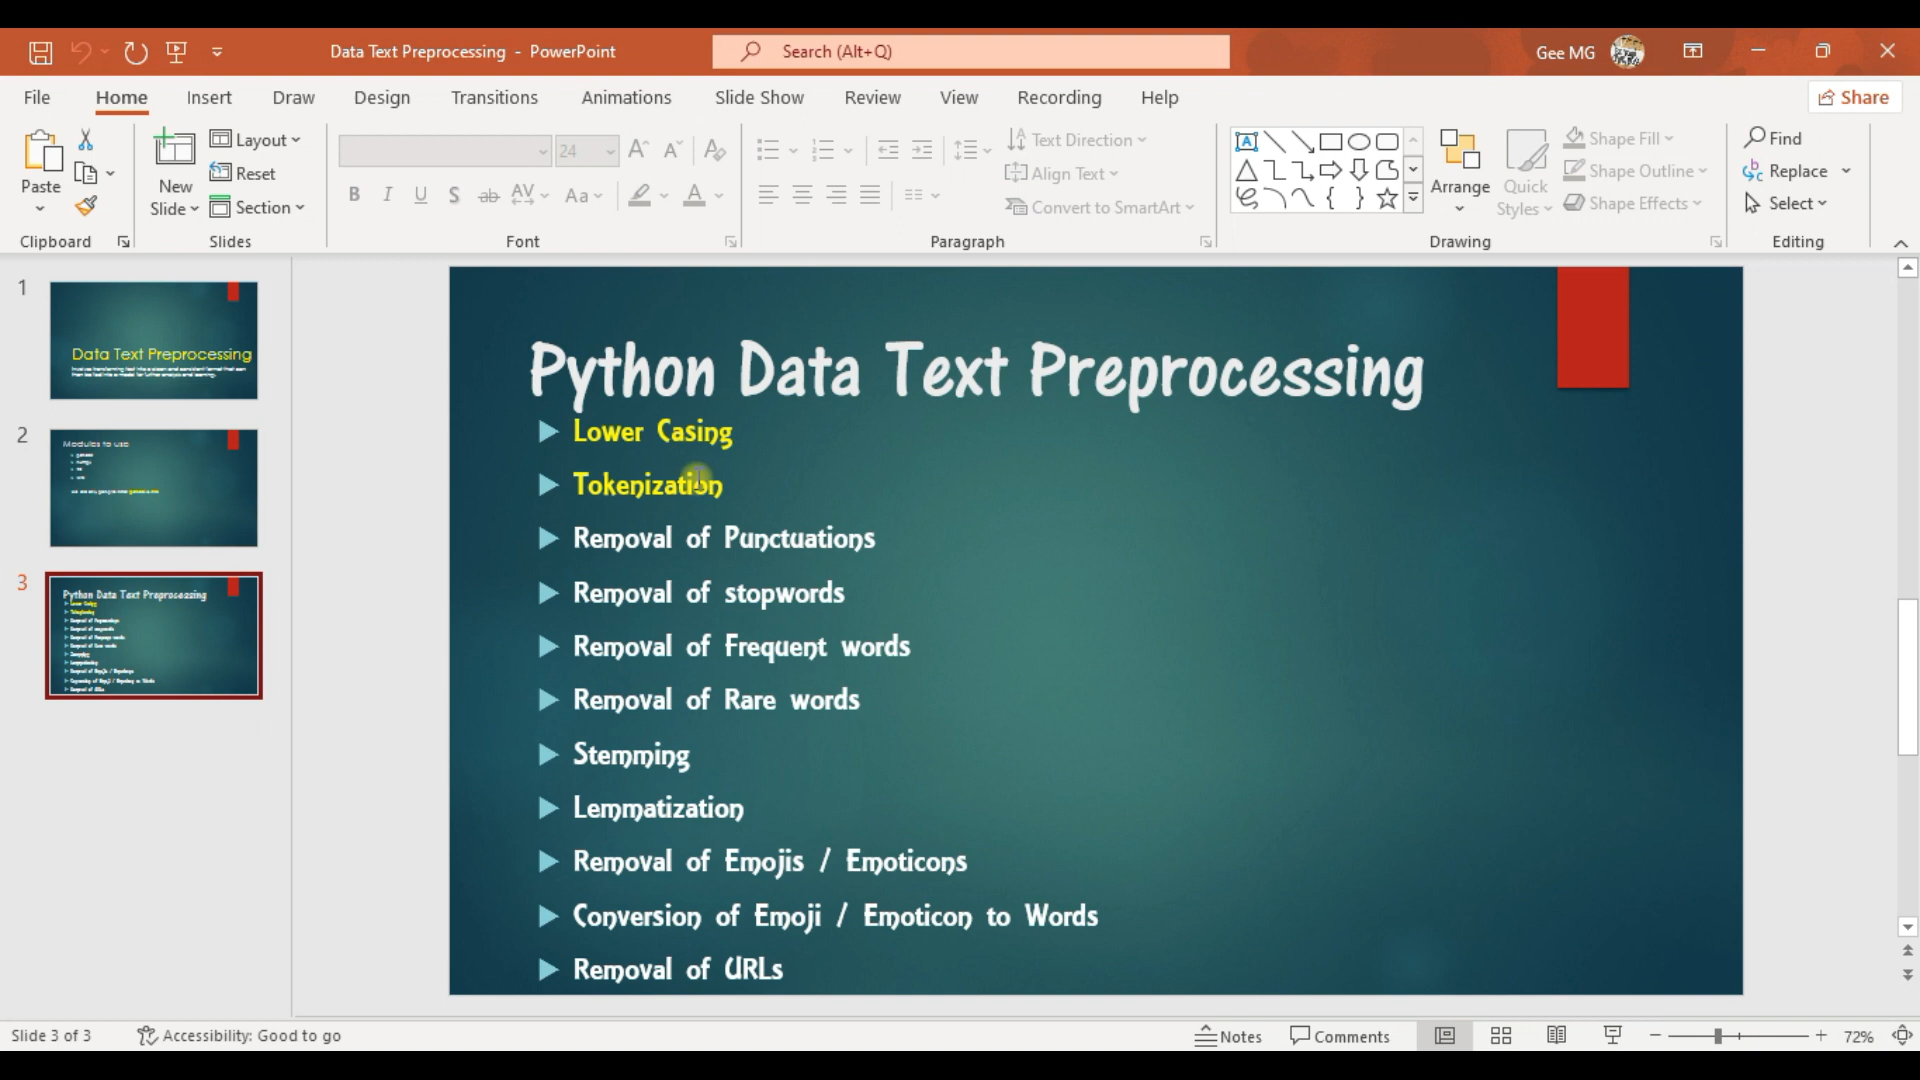 Data Text Preprocessing - PowerPoint
Search (Alt+Q)
Gee MG
File Home Insert Draw Design Transitions Animations Slide Show Review View Recording Help
Share
Paste
New
Slide
Layout
Reset
Section
24
Aa
Text Direction
Align Text
Convert to SmartArt
Arrange
Quick
Styles
Shape Fill
Shape Outline
Shape Effects
Find
Replace
Select
Clipboard
Slides
Font
Paragraph
Drawing
Editing
1
Data Text Preprocessing
2
Modules to use
3
Python Data Text Preprocessing
Python Data Text Preprocessing
Lower Casing
Tokenization
Removal of Punctuations
Removal of stopwords
Removal of Frequent words
Removal of Rare words
Stemming
Lemmatization
Removal of Emojis / Emoticons
Conversion of Emoji / Emoticon to Words
Removal of URLs
Slide 3 of 3
Accessibility: Good to go
Notes
Comments
72%